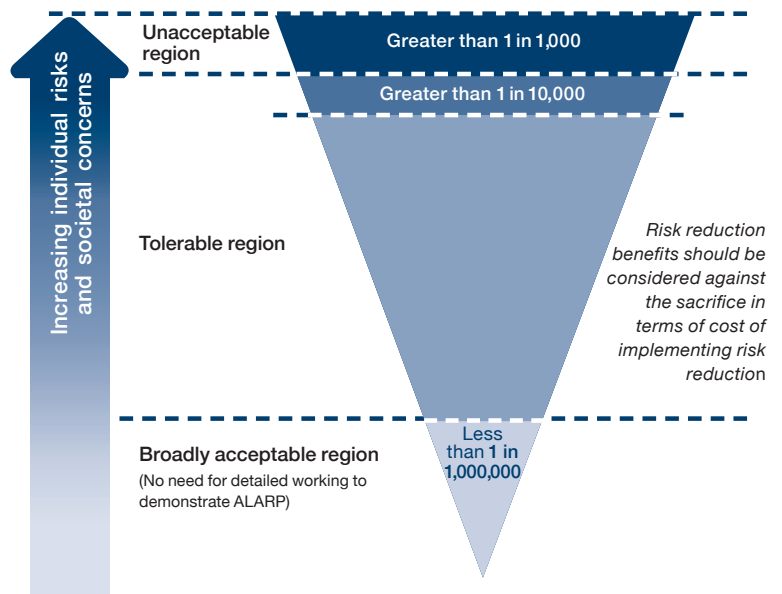 Increasing individual risks
and societal concerns
Unacceptable
region
Greater than 1 in 1,000
Greater than 1 in 10,000
Tolerable region
Risk reduction
benefits should be
considered against
the sacrifice in
terms of cost of
implementing risk
reduction
Broadly acceptable region
(No need for detailed working to
demonstrate ALARP)
Less
than 1 in
1,000,000